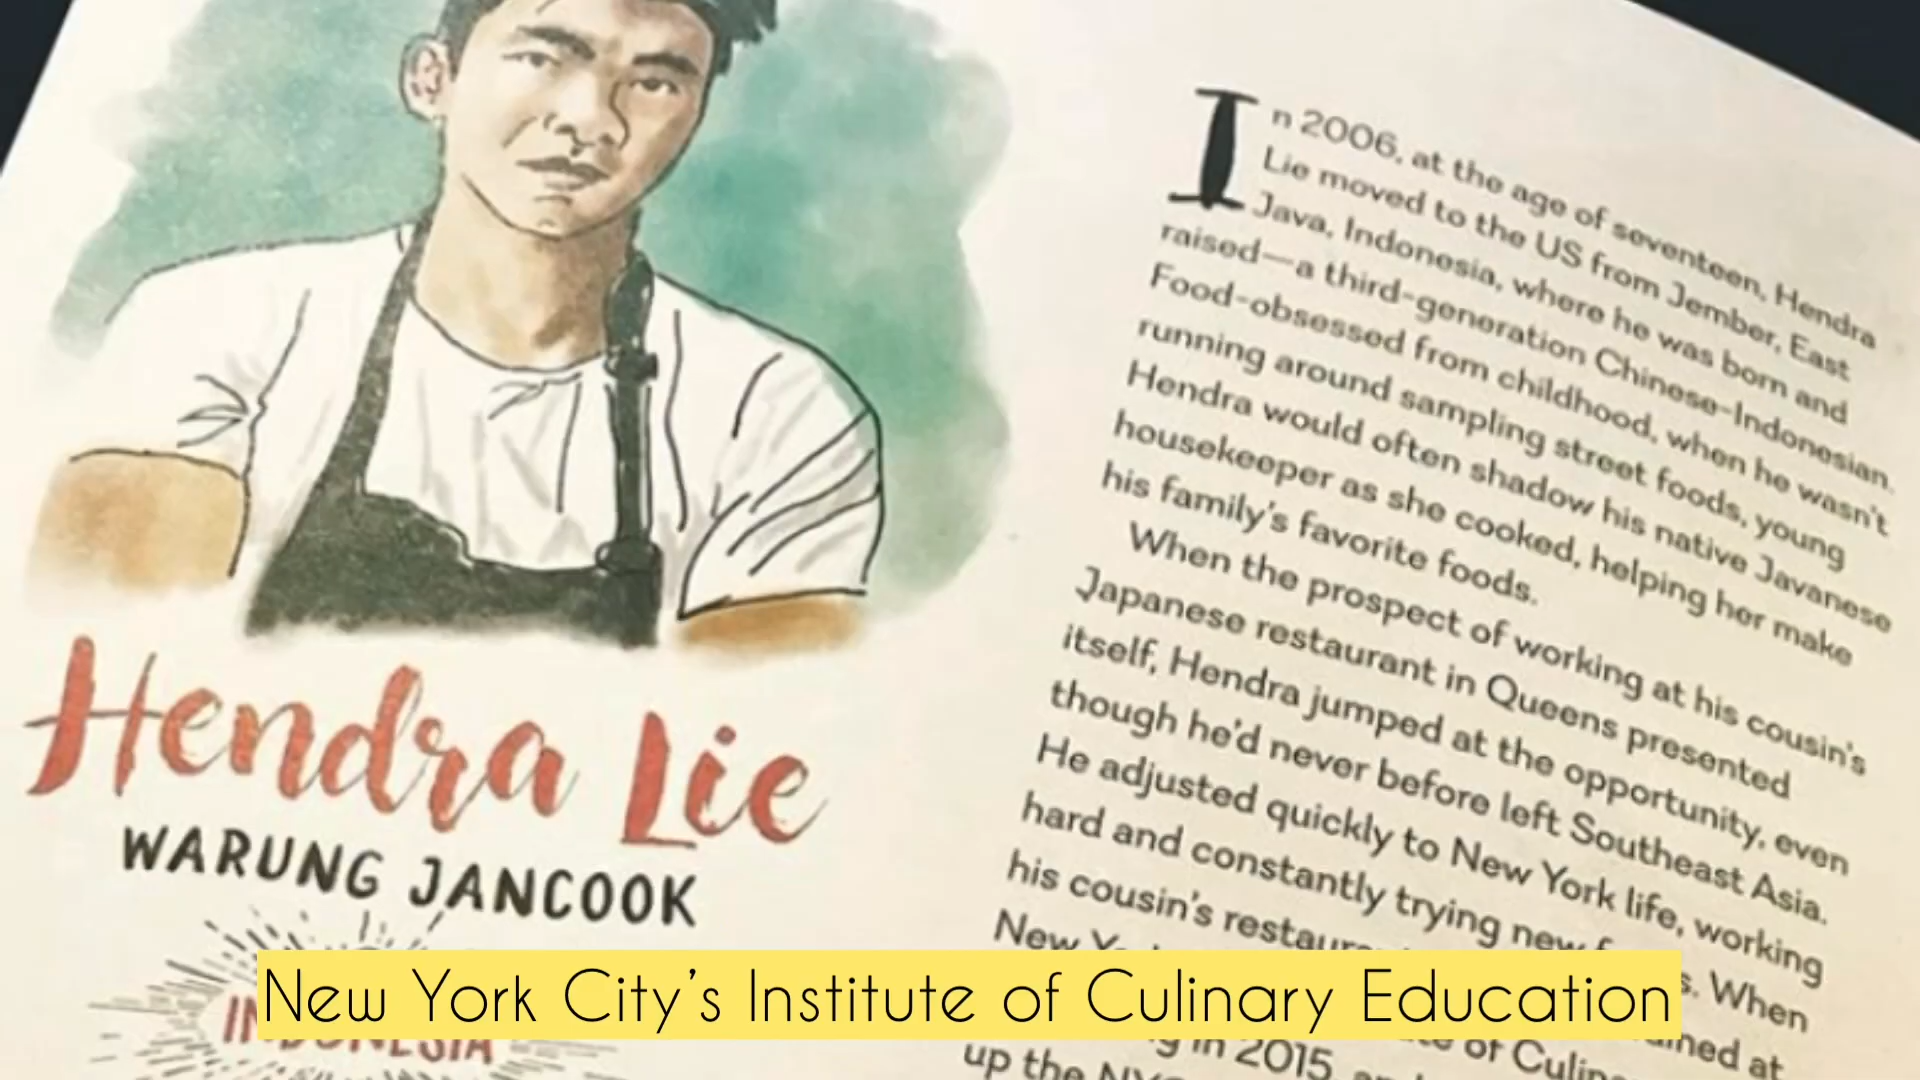 Hendra Lie
WARUNG JANCOOK
INDONESIA
In 2006, at the age of seventeen, Hendra
Lie moved to the US from Jember, East
Java, Indonesia, where he was born and
raised—a third-generation Chinese-Indonesian.
Food-obsessed from childhood, when he wasn't
running around sampling street foods, young
Hendra would often shadow his native Javanese
housekeeper as she cooked, helping her make
his family's favorite foods.
When the prospect of working at his cousin's
Japanese restaurant in Queens presented
itself, Hendra jumped at the opportunity, even
though he'd never before left Southeast Asia.
He adjusted quickly to New York life, working
hard and constantly trying new
his cousin's When
New at
in 2015, of
up the
New York City's Institute of Culinary Education